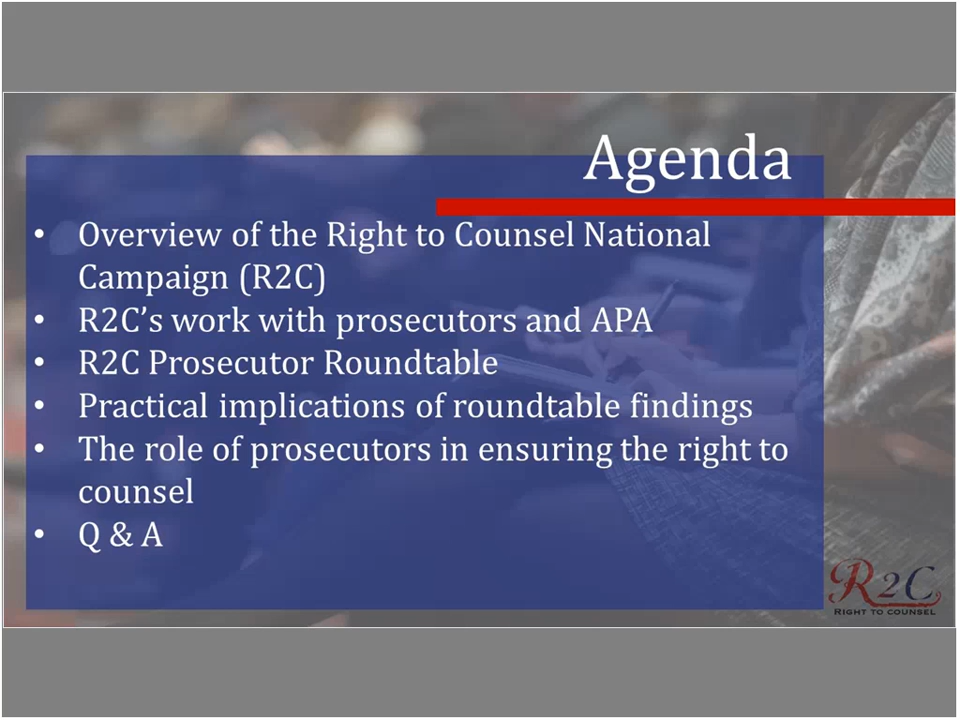 Agenda
• Overview of the Right to Counsel National
Campaign (R2C)
• R2C’s work with prosecutors and APA
• R2C Prosecutor Roundtable
• Practical implications of roundtable findings
• The role of prosecutors in ensuring the right to
counsel
• Q & A
R2C
RIGHT TO COUNSEL